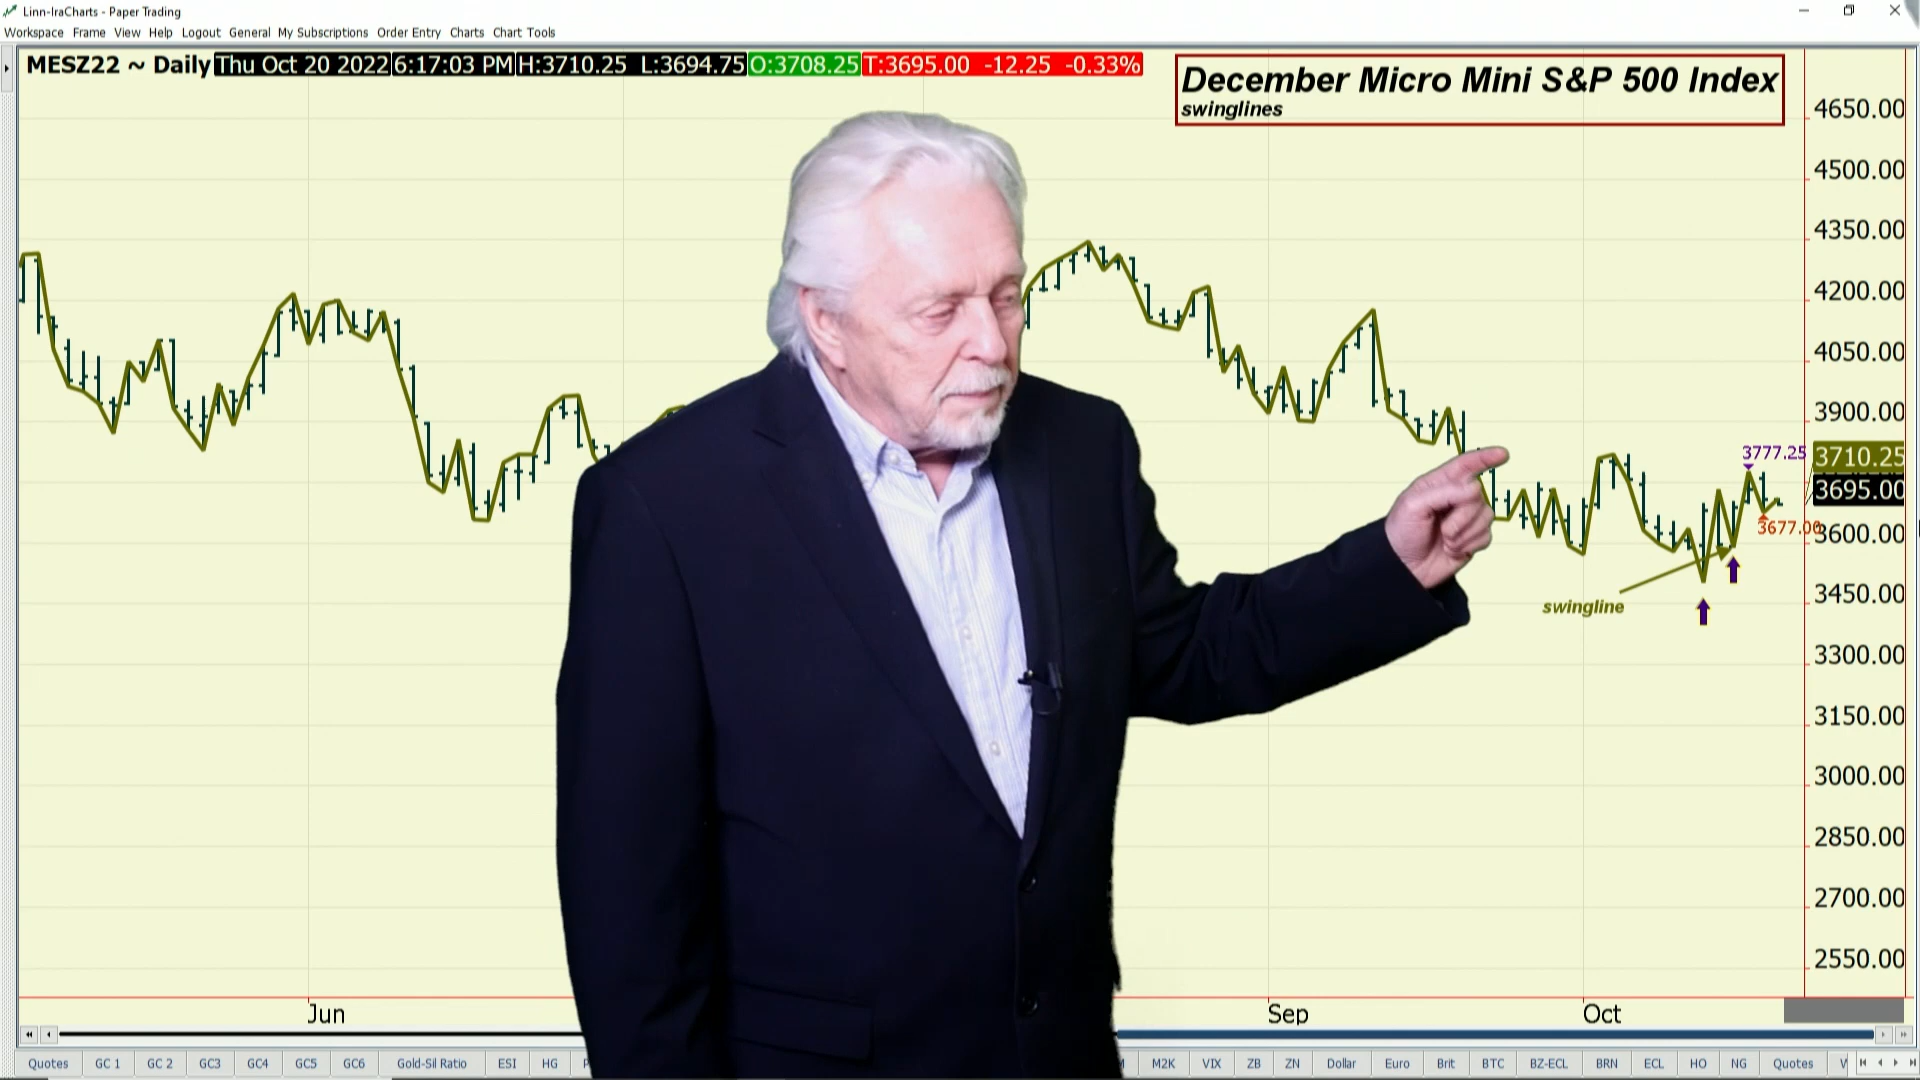 Linn-IraCharts - Paper Trading
Workspace Frame View Help Logout General My Subscriptions Order Entry Charts Chart Tools
MESZ22 ~ Daily Thu Oct 20 2022 6:17:03 PM H:3710.25 L:3694.75 O:3708.25 T:3695.00 -12.25 -0.33%
December Micro Mini S&P 500 Index
swinglines
4650.00
4500.00
4350.00
4200.00
4050.00
3900.00
3777.25
3710.25
3695.00
3677.00
3600.00
3450.00
swingline
3300.00
3150.00
3000.00
2850.00
2700.00
2550.00
Jun Sep Oct
Quotes GC 1 GC 2 GC3 GC4 GC5 GC6 Gold-Sil Ratio ESI HG M2K VIX ZB ZN Dollar Euro Brit BTC BZ-ECL BRN ECL HO NG Quotes